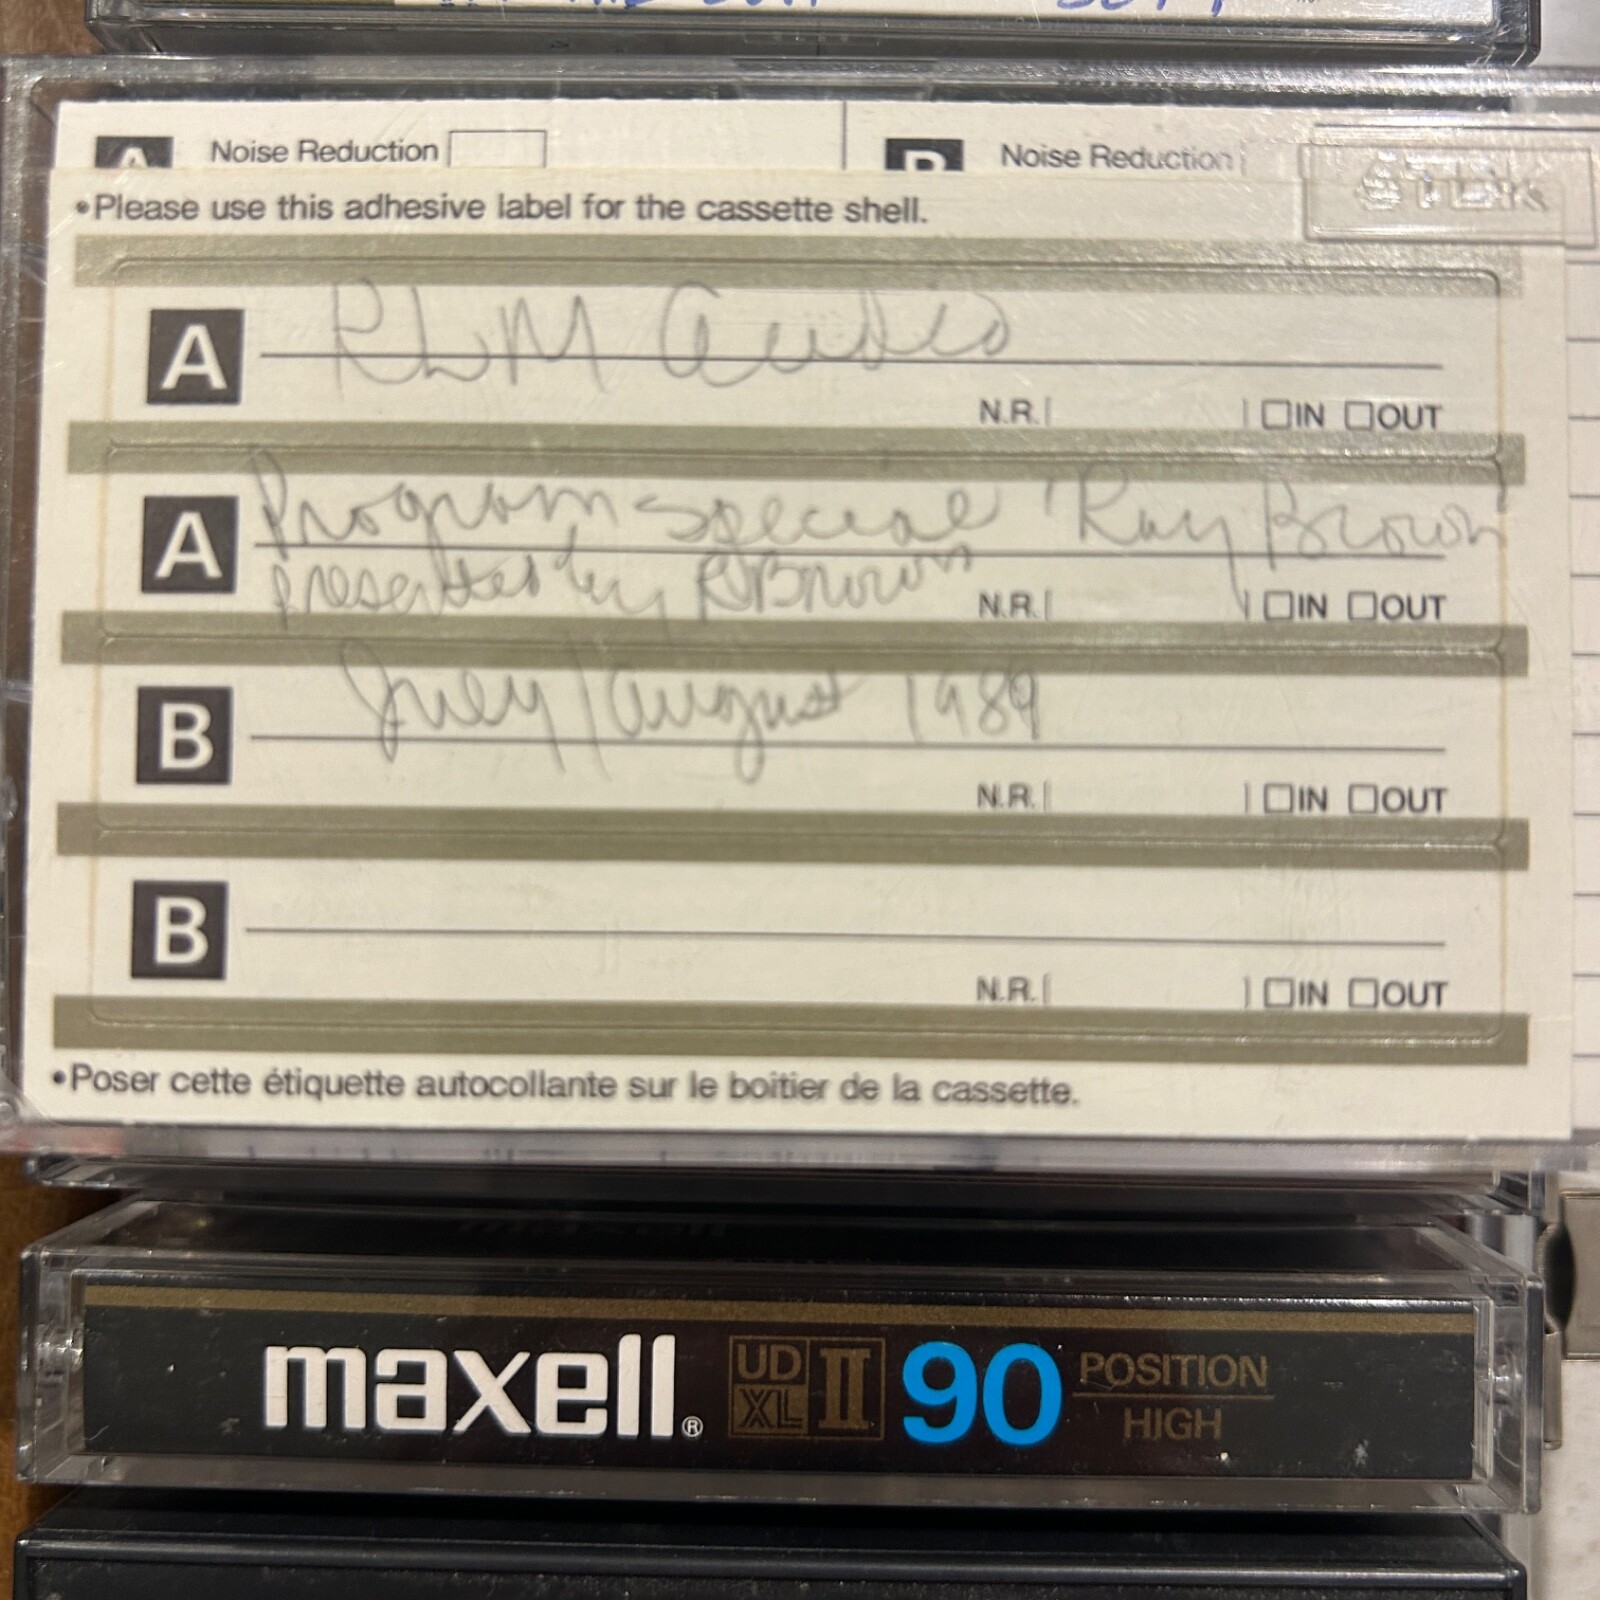 A Noise Reduction B Noise Reduction
TDK
•Please use this adhesive label for the cassette shell.
A RLM Audio
N.R. IN OUT
A Program special "Ray Brown"
presented by R Brown
N.R. IN OUT
B July/August 1989
N.R. IN OUT
B
N.R. IN OUT
•Poser cette étiquette autocollante sur le boitier de la cassette.
maxell® UD XL II 90 POSITION
HIGH